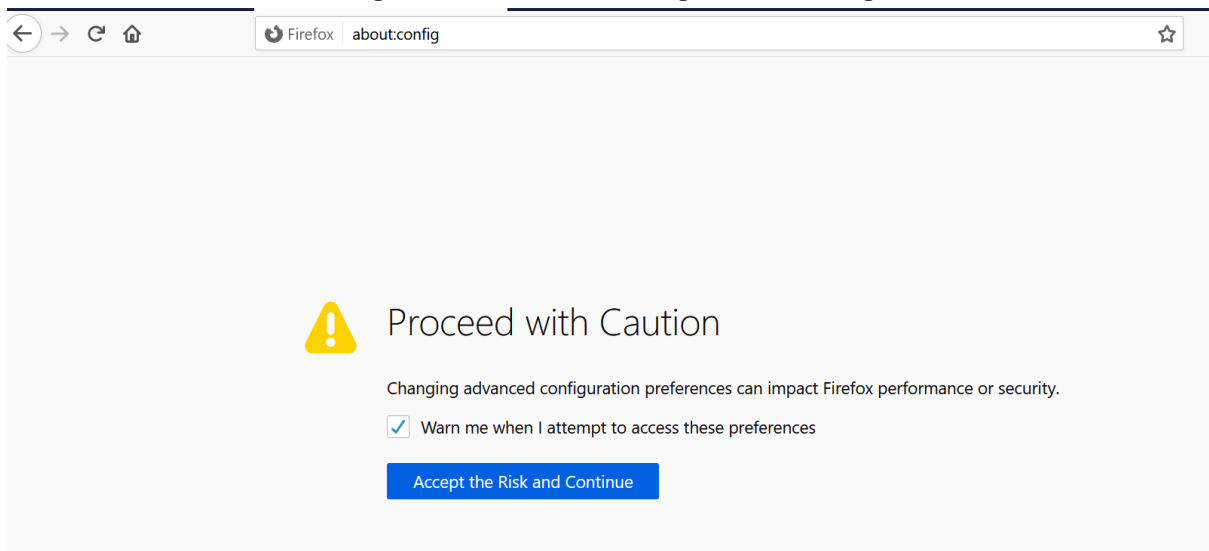 Firefox about:config
Proceed with Caution
Changing advanced configuration preferences can impact Firefox performance or security.
Warn me when I attempt to access these preferences
Accept the Risk and Continue